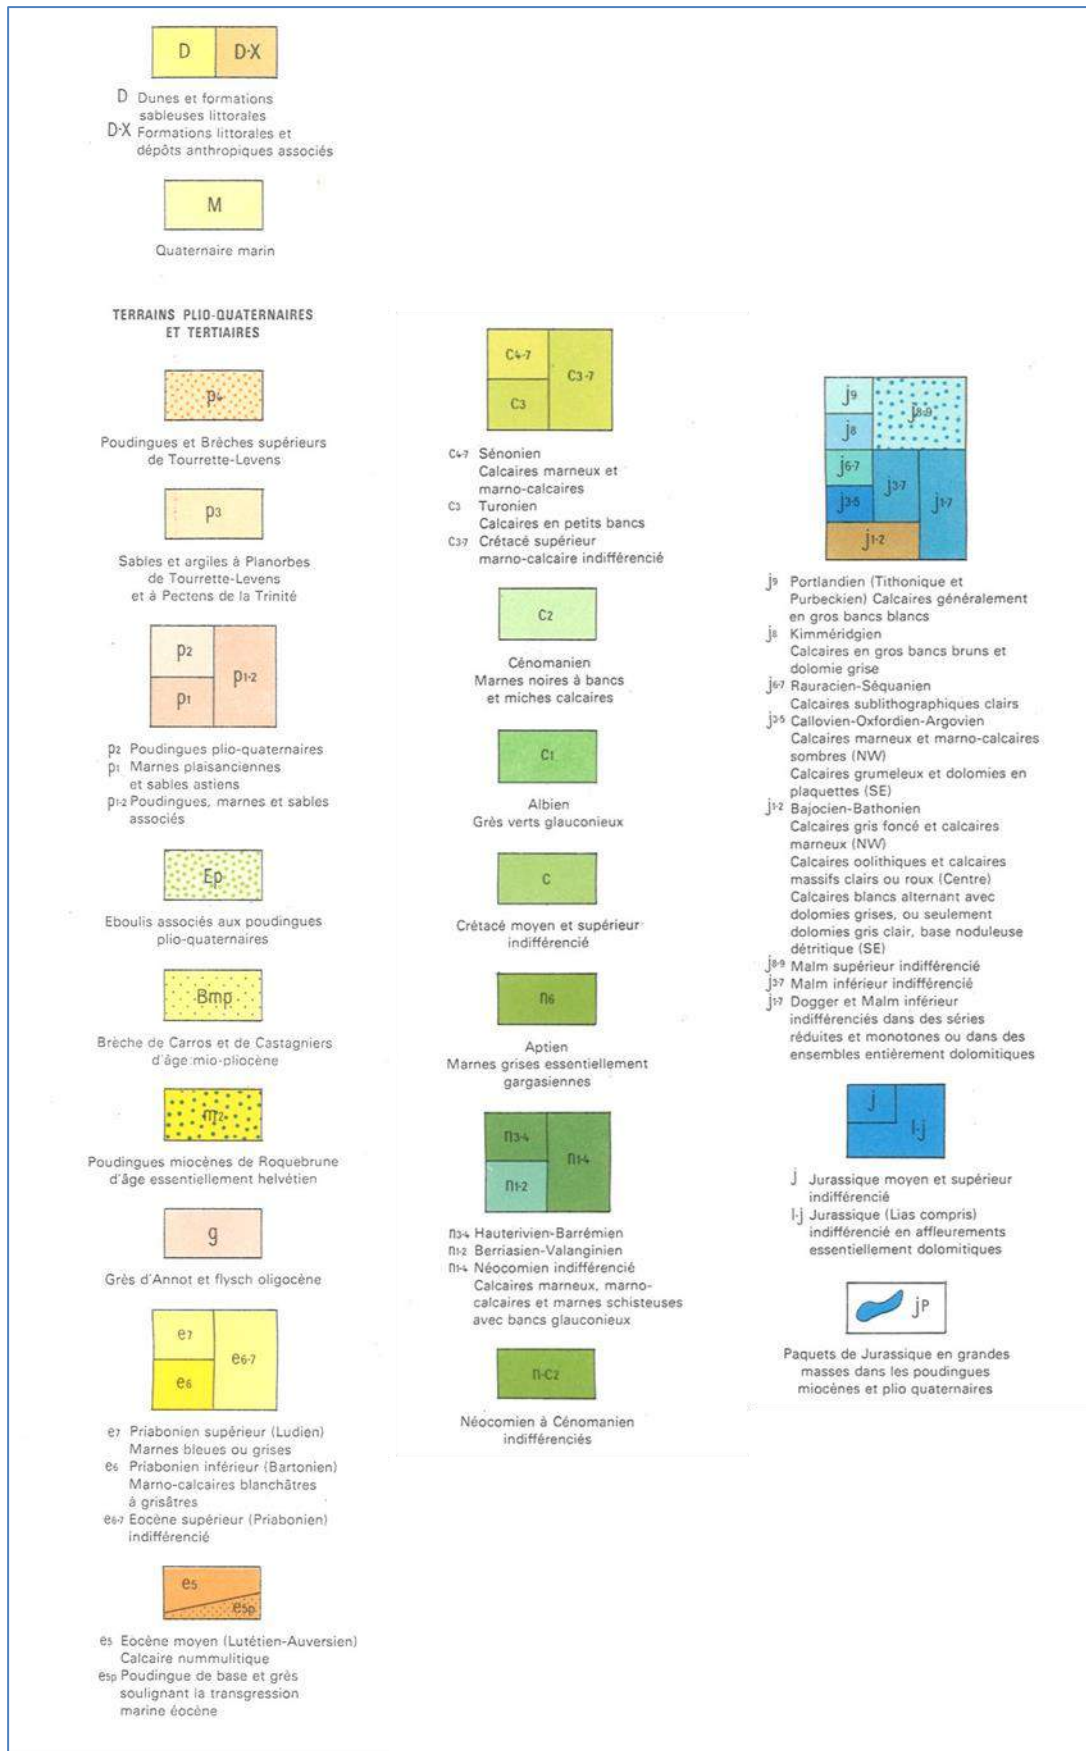 D D·X
D Dunes et formations
sableuses littorales
D·X Formations littorales et
dépôts anthropiques associés
M
Quaternaire marin
TERRAINS PLIO-QUATERNAIRES
ET TERTIAIRES
p4
Poudingues et Brèches supérieurs
de Tourrette-Levens
p3
Sables et argiles à Planorbes
de Tourrette-Levens
et à Pectens de la Trinité
p2
p1-2
p1
p2 Poudingues plio-quaternaires
p1 Marnes plaisanciennes
et sables astiens
p1-2 Poudingues, marnes et sables
associés
Ep
Eboulis associés aux poudingues
plio-quaternaires
Bmp
Brèche de Carros et de Castagniers
d'âge mio-pliocène
m2
Poudingues miocènes de Roquebrune
d'âge essentiellement helvétien
g
Grès d'Annot et flysch oligocène
e7
e6-7
e6
e7 Priabonien supérieur (Ludien)
Marnes bleues ou grises
e6 Priabonien inférieur (Bartonien)
Marno-calcaires blanchâtres
à grisâtres
e6-7 Eocène supérieur (Priabonien)
indifférencié
e5
e5p
e5 Eocène moyen (Lutétien-Auversien)
Calcaire nummulitique
e5p Poudingue de base et grès
soulignant la transgression
marine éocène
C4-7
C3-7
C3
C4-7 Sénonien
Calcaires marneux et
marno-calcaires
C3 Turonien
Calcaires en petits bancs
C3-7 Crétacé supérieur
marno-calcaire indifférencié
C2
Cénomanien
Marnes noires à bancs
et miches calcaires
C1
Albien
Grès verts glauconieux
C
Crétacé moyen et supérieur
indifférencié
n6
Aptien
Marnes grises essentiellement
gargasiennes
n3-4
n1-4
n1-2
n3-4 Hauterivien-Barrémien
n1-2 Berriasien-Valanginien
n1-4 Néocomien indifférencié
Calcaires marneux, marno-
calcaires et marnes schisteuses
avec bancs glauconieux
n-C2
Néocomien à Cénomanien
indifférenciés
j9
j8-9
j8
j6-7
j3-7
j1-7
j3-5
j1-2
j9 Portlandien (Tithonique et
Purbeckien) Calcaires généralement
en gros bancs blancs
j8 Kimméridgien
Calcaires en gros bancs bruns et
dolomie grise
j6-7 Rauracien-Séquanien
Calcaires sublithographiques clairs
j3-5 Callovien-Oxfordien-Argovien
Calcaires marneux et marno-calcaires
sombres (NW)
Calcaires grumeleux et dolomies en
plaquettes (SE)
j1-2 Bajocien-Bathonien
Calcaires gris foncé et calcaires
marneux (NW)
Calcaires oolithiques et calcaires
massifs clairs ou roux (Centre)
Calcaires blancs alternant avec
dolomies grises, ou seulement
dolomies gris clair, base noduleuse
détritique (SE)
j8-9 Malm supérieur indifférencié
j3-7 Malm inférieur indifférencié
j1-7 Dogger et Malm inférieur
indifférenciés dans des séries
réduites et monotones ou dans des
ensembles entièrement dolomitiques
j
l-j
j Jurassique moyen et supérieur
indifférencié
l-j Jurassique (Lias compris)
indifférencié en affleurements
essentiellement dolomitiques
jP
Paquets de Jurassique en grandes
masses dans les poudingues
miocènes et plio quaternaires